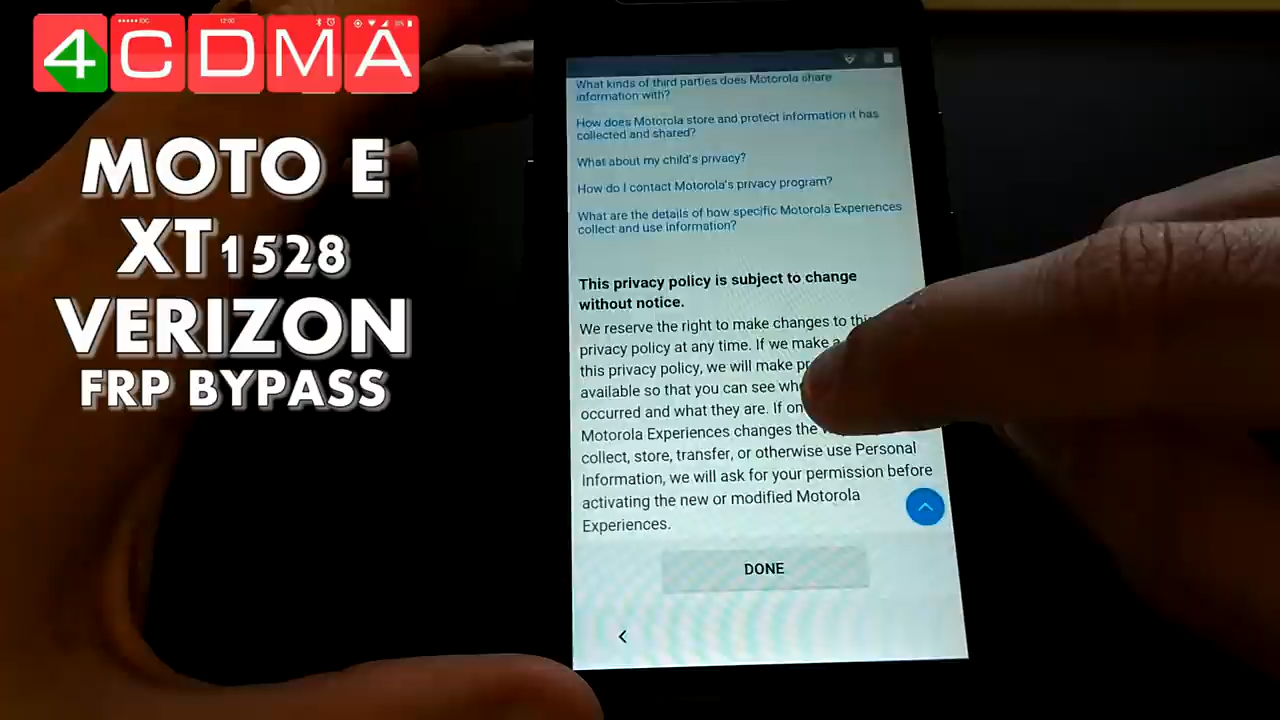 4CDMA
MOTO E
XT1528
VERIZON
FRP BYPASS
What kinds of third parties does Motorola share
information with?
How does Motorola store and protect information it has
collected and shared?
What about my child's privacy?
How do I contact Motorola's privacy program?
What are the details of how specific Motorola Experiences
collect and use information?
This privacy policy is subject to change
without notice.
We reserve the right to make changes to
privacy policy at any time. If we make a
this privacy policy, we will make
available so that you can see
occurred and what they are. If
Motorola Experiences changes the
collect, store, transfer, or otherwise use Personal
Information, we will ask for your permission before
activating the new or modified Motorola
Experiences.
DONE